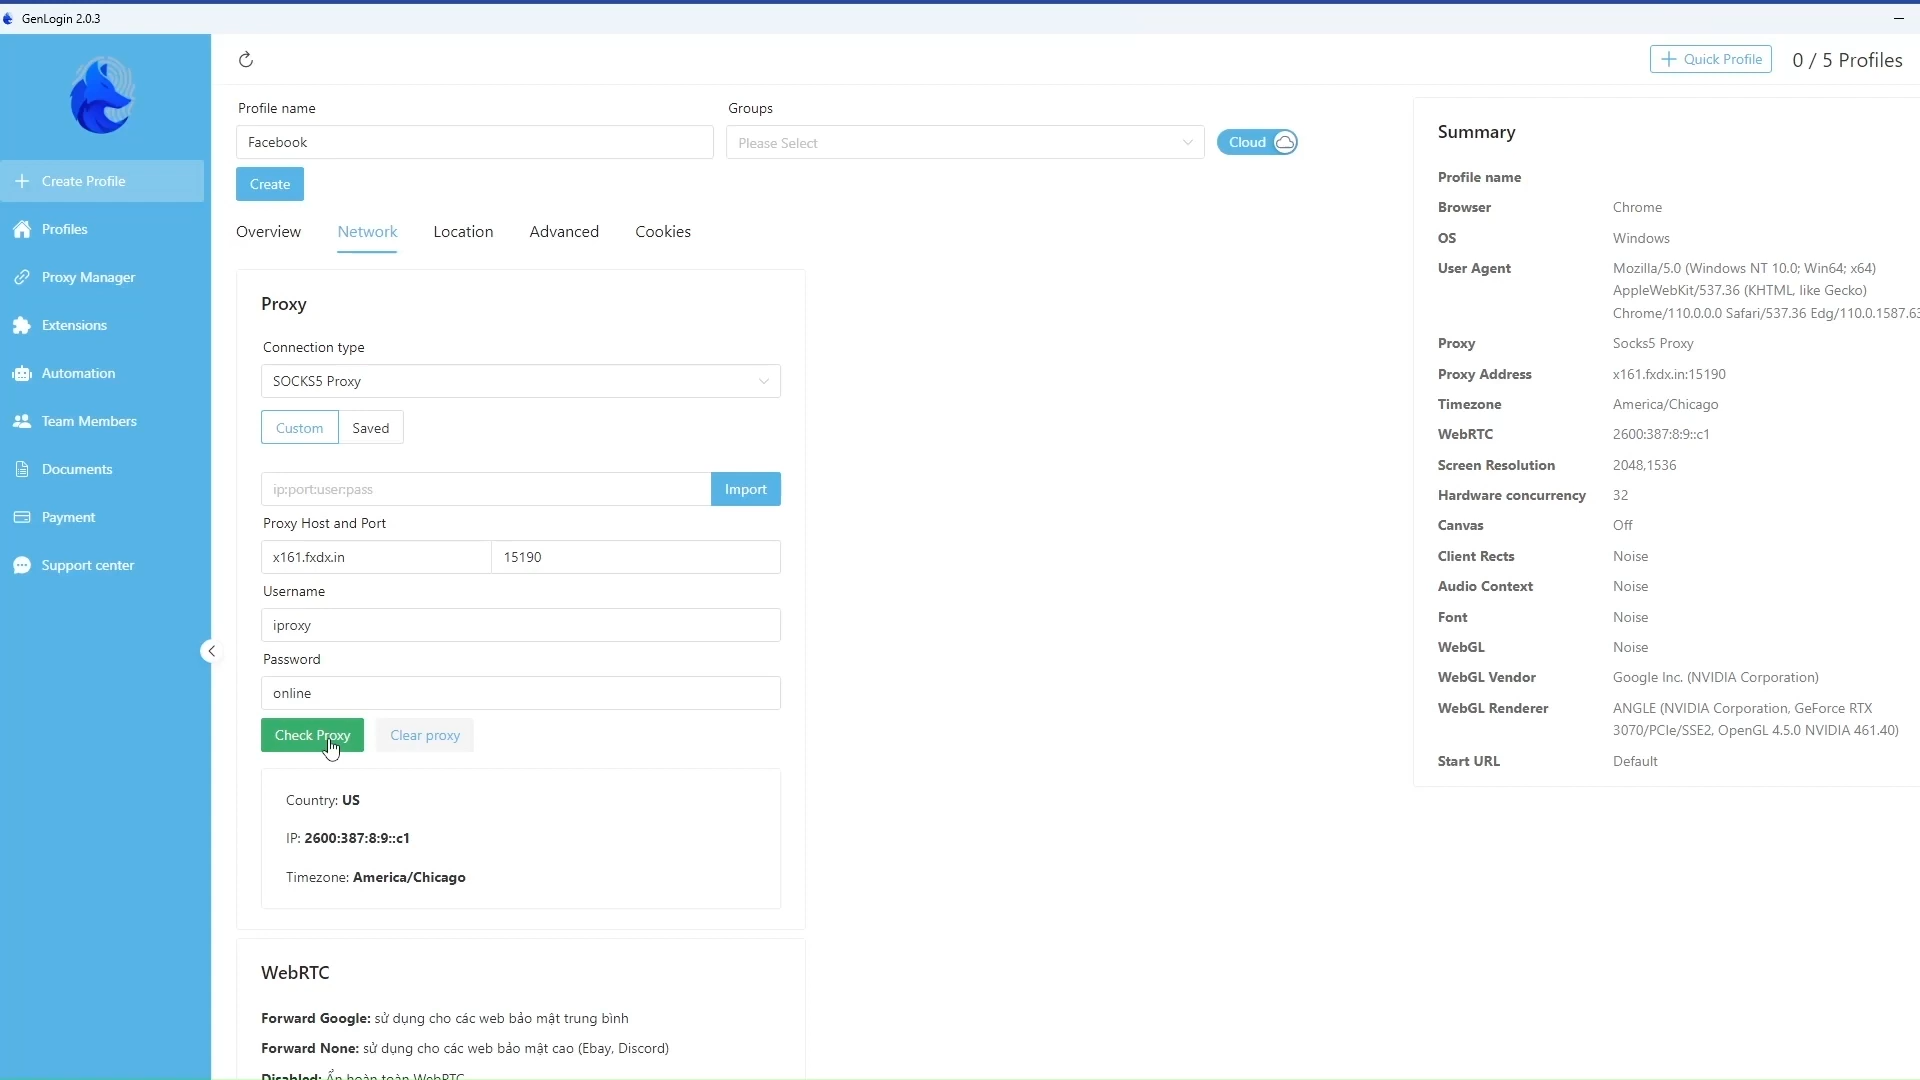 GenLogin 2.0.3
Quick Profile
0 / 5 Profiles
Create Profile
Profiles
Proxy Manager
Extensions
Automation
Team Members
Documents
Payment
Support center
Profile name
Groups
Facebook
Please Select
Cloud
Create
Overview
Network
Location
Advanced
Cookies
Proxy
Connection type
SOCKS5 Proxy
Custom
Saved
ip:port:user:pass
Import
Proxy Host and Port
x161.fxdx.in
15190
Username
iproxy
Password
online
Check Proxy
Clear proxy
Country: US
IP: 2600:387:8:9::c1
Timezone: America/Chicago
WebRTC
Forward Google: sử dụng cho các web bảo mật trung bình
Forward None: sử dụng cho các web bảo mật cao (Ebay, Discord)
Disabled: Ẩn hoàn toàn WebRTC
Summary
Profile name
Browser Chrome
OS Windows
User Agent Mozilla/5.0 (Windows NT 10.0; Win64; x64)
AppleWebKit/537.36 (KHTML, like Gecko)
Chrome/110.0.0.0 Safari/537.36 Edg/110.0.1587.63
Proxy Socks5 Proxy
Proxy Address x161.fxdx.in:15190
Timezone America/Chicago
WebRTC 2600:387:8:9::c1
Screen Resolution 2048,1536
Hardware concurrency 32
Canvas Off
Client Rects Noise
Audio Context Noise
Font Noise
WebGL Noise
WebGL Vendor Google Inc. (NVIDIA Corporation)
WebGL Renderer ANGLE (NVIDIA Corporation, GeForce RTX
3070/PCIe/SSE2, OpenGL 4.5.0 NVIDIA 461.40)
Start URL Default